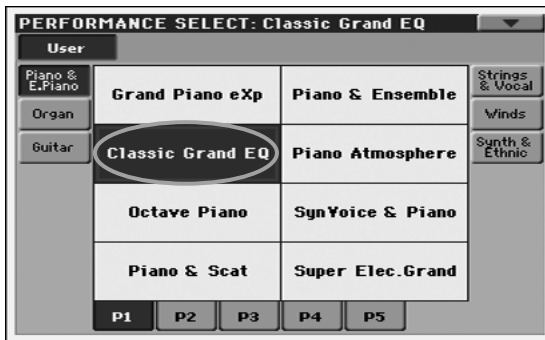 PERFORMANCE SELECT: Classic Grand EQ
User
Piano &
E.Piano
Organ
Guitar
Grand Piano eXp
Piano & Ensemble
Classic Grand EQ
Piano Atmosphere
Octave Piano
SynVoice & Piano
Piano & Scat
Super Elec.Grand
Strings
& Vocal
Winds
Synth &
Ethnic
P1
P2
P3
P4
P5